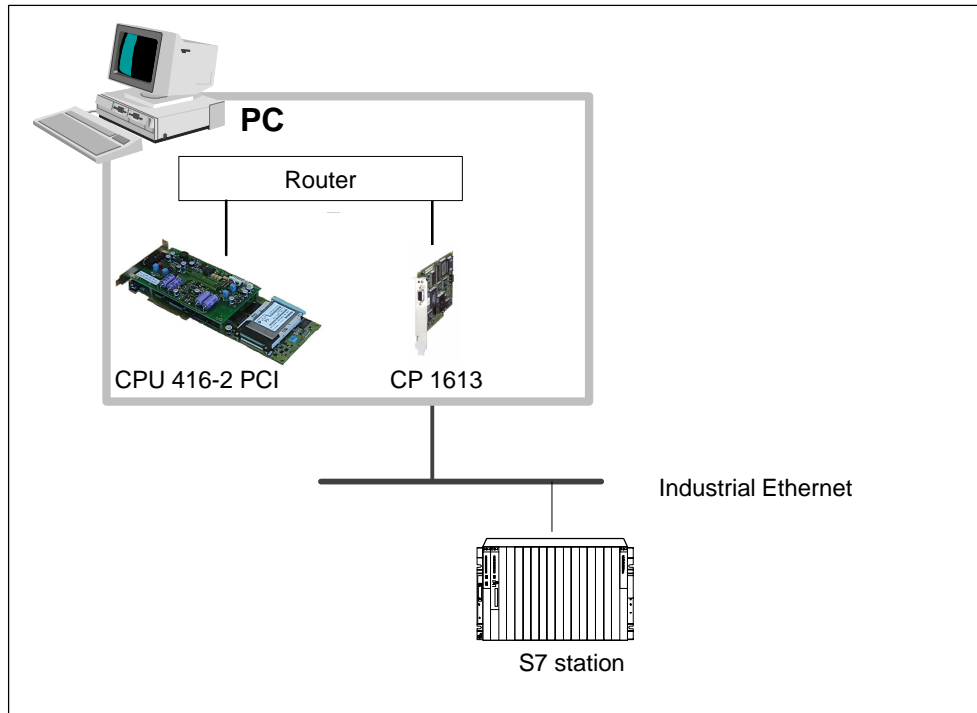 PC
Router
CPU 416-2 PCI
CP 1613
Industrial Ethernet
S7 station